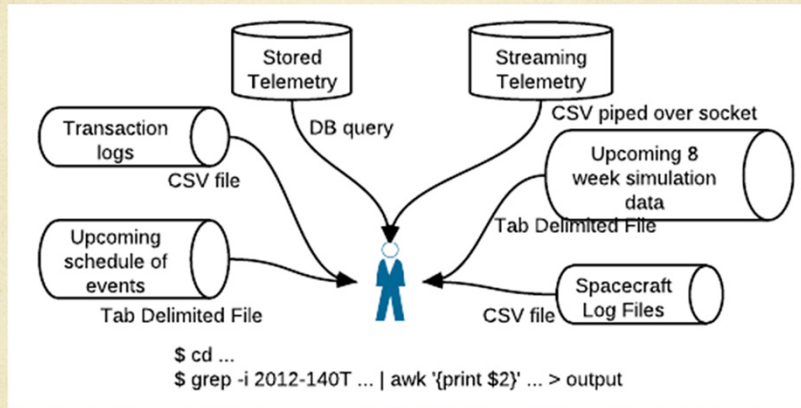 Stored
Telemetry
Streaming
Telemetry
DB query
CSV piped over socket
Transaction
logs
CSV file
Upcoming 8
week simulation
data
Tab Delimited File
Upcoming
schedule of
events
Tab Delimited File
Spacecraft
Log Files
CSV file
$ cd ...
$ grep -i 2012-140T ... | awk '{print $2}' ... > output